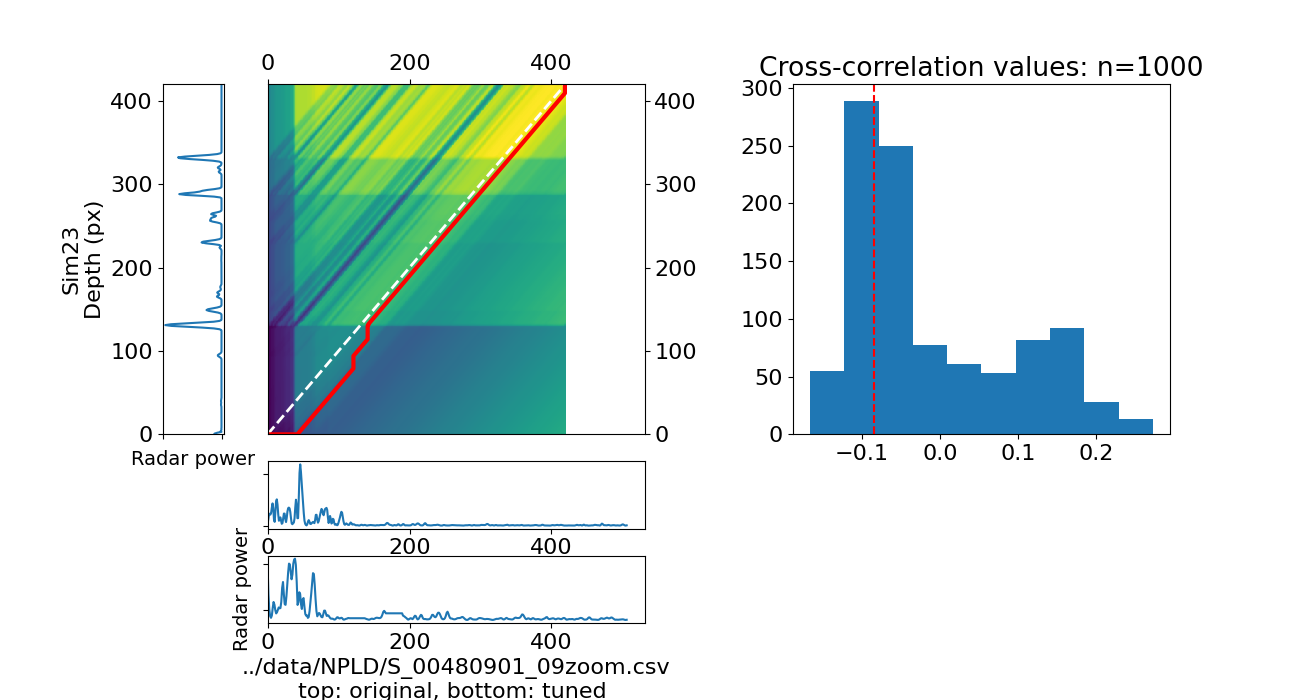 Cross-correlation values: n=1000
0 200 400
400 300 200 100 0
Sim23
Depth (px)
Radar power
400 300 200 100 0
300 250 200 150 100 50 0
−0.1 0.0 0.1 0.2
0 200 400
Radar power
0 200 400
../data/NPLD/S_00480901_09zoom.csv
top: original, bottom: tuned